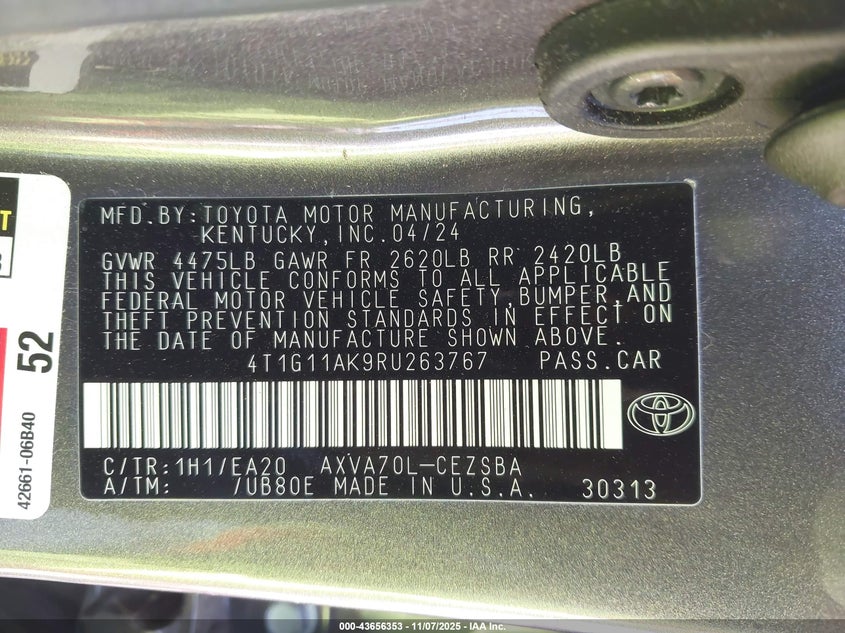 MFD.BY:TOYOTA MOTOR MANUFACTURING,
KENTUCKY,INC.04/24
GVWR 4475LB GAWR FR 2620LB RR 2420LB
THIS VEHICLE CONFORMS TO ALL APPLICABLE
FEDERAL MOTOR VEHICLE SAFETY,BUMPER,AND
THEFT PREVENTION STANDARDS IN EFFECT ON
THE DATE OF MANUFACTURE SHOWN ABOVE.
4T1G11AK9RU263767 PASS.CAR
C/TR:1H1/EA20 AXVA70L-CEZSBA
A/TM: /UB80E MADE IN U.S.A. 30313
52
42661-06B40
000-43656353 - 11/07/2025 - IAA Inc.